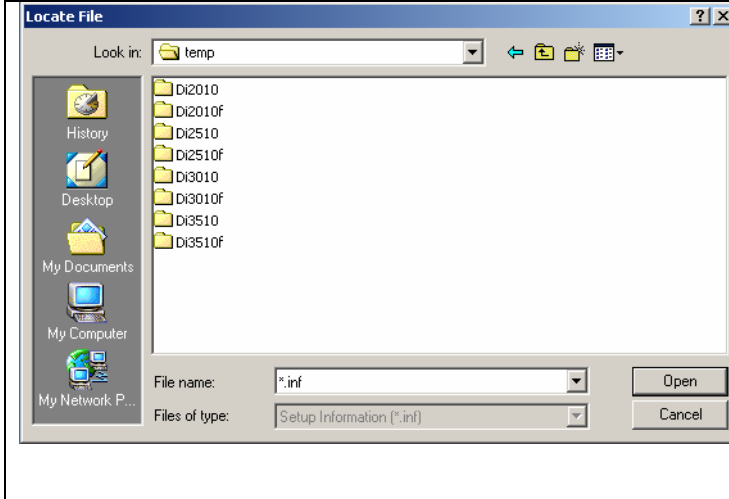 Locate File
Look in: temp
History
Desktop
My Documents
My Computer
My Network P...
Di2010
Di2010f
Di2510
Di2510f
Di3010
Di3010f
Di3510
Di3510f
File name: *.inf Open
Files of type: Setup Information (*.inf) Cancel